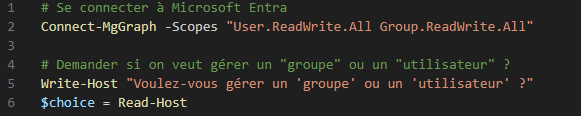 1 # Se connecter à Microsoft Entra
2 Connect-MgGraph -Scopes "User.ReadWrite.All Group.ReadWrite.All"
3
4 # Demander si on veut gérer un "groupe" ou un "utilisateur" ?
5 Write-Host "Voulez-vous gérer un 'groupe' ou un 'utilisateur' ?"
6 $choice = Read-Host